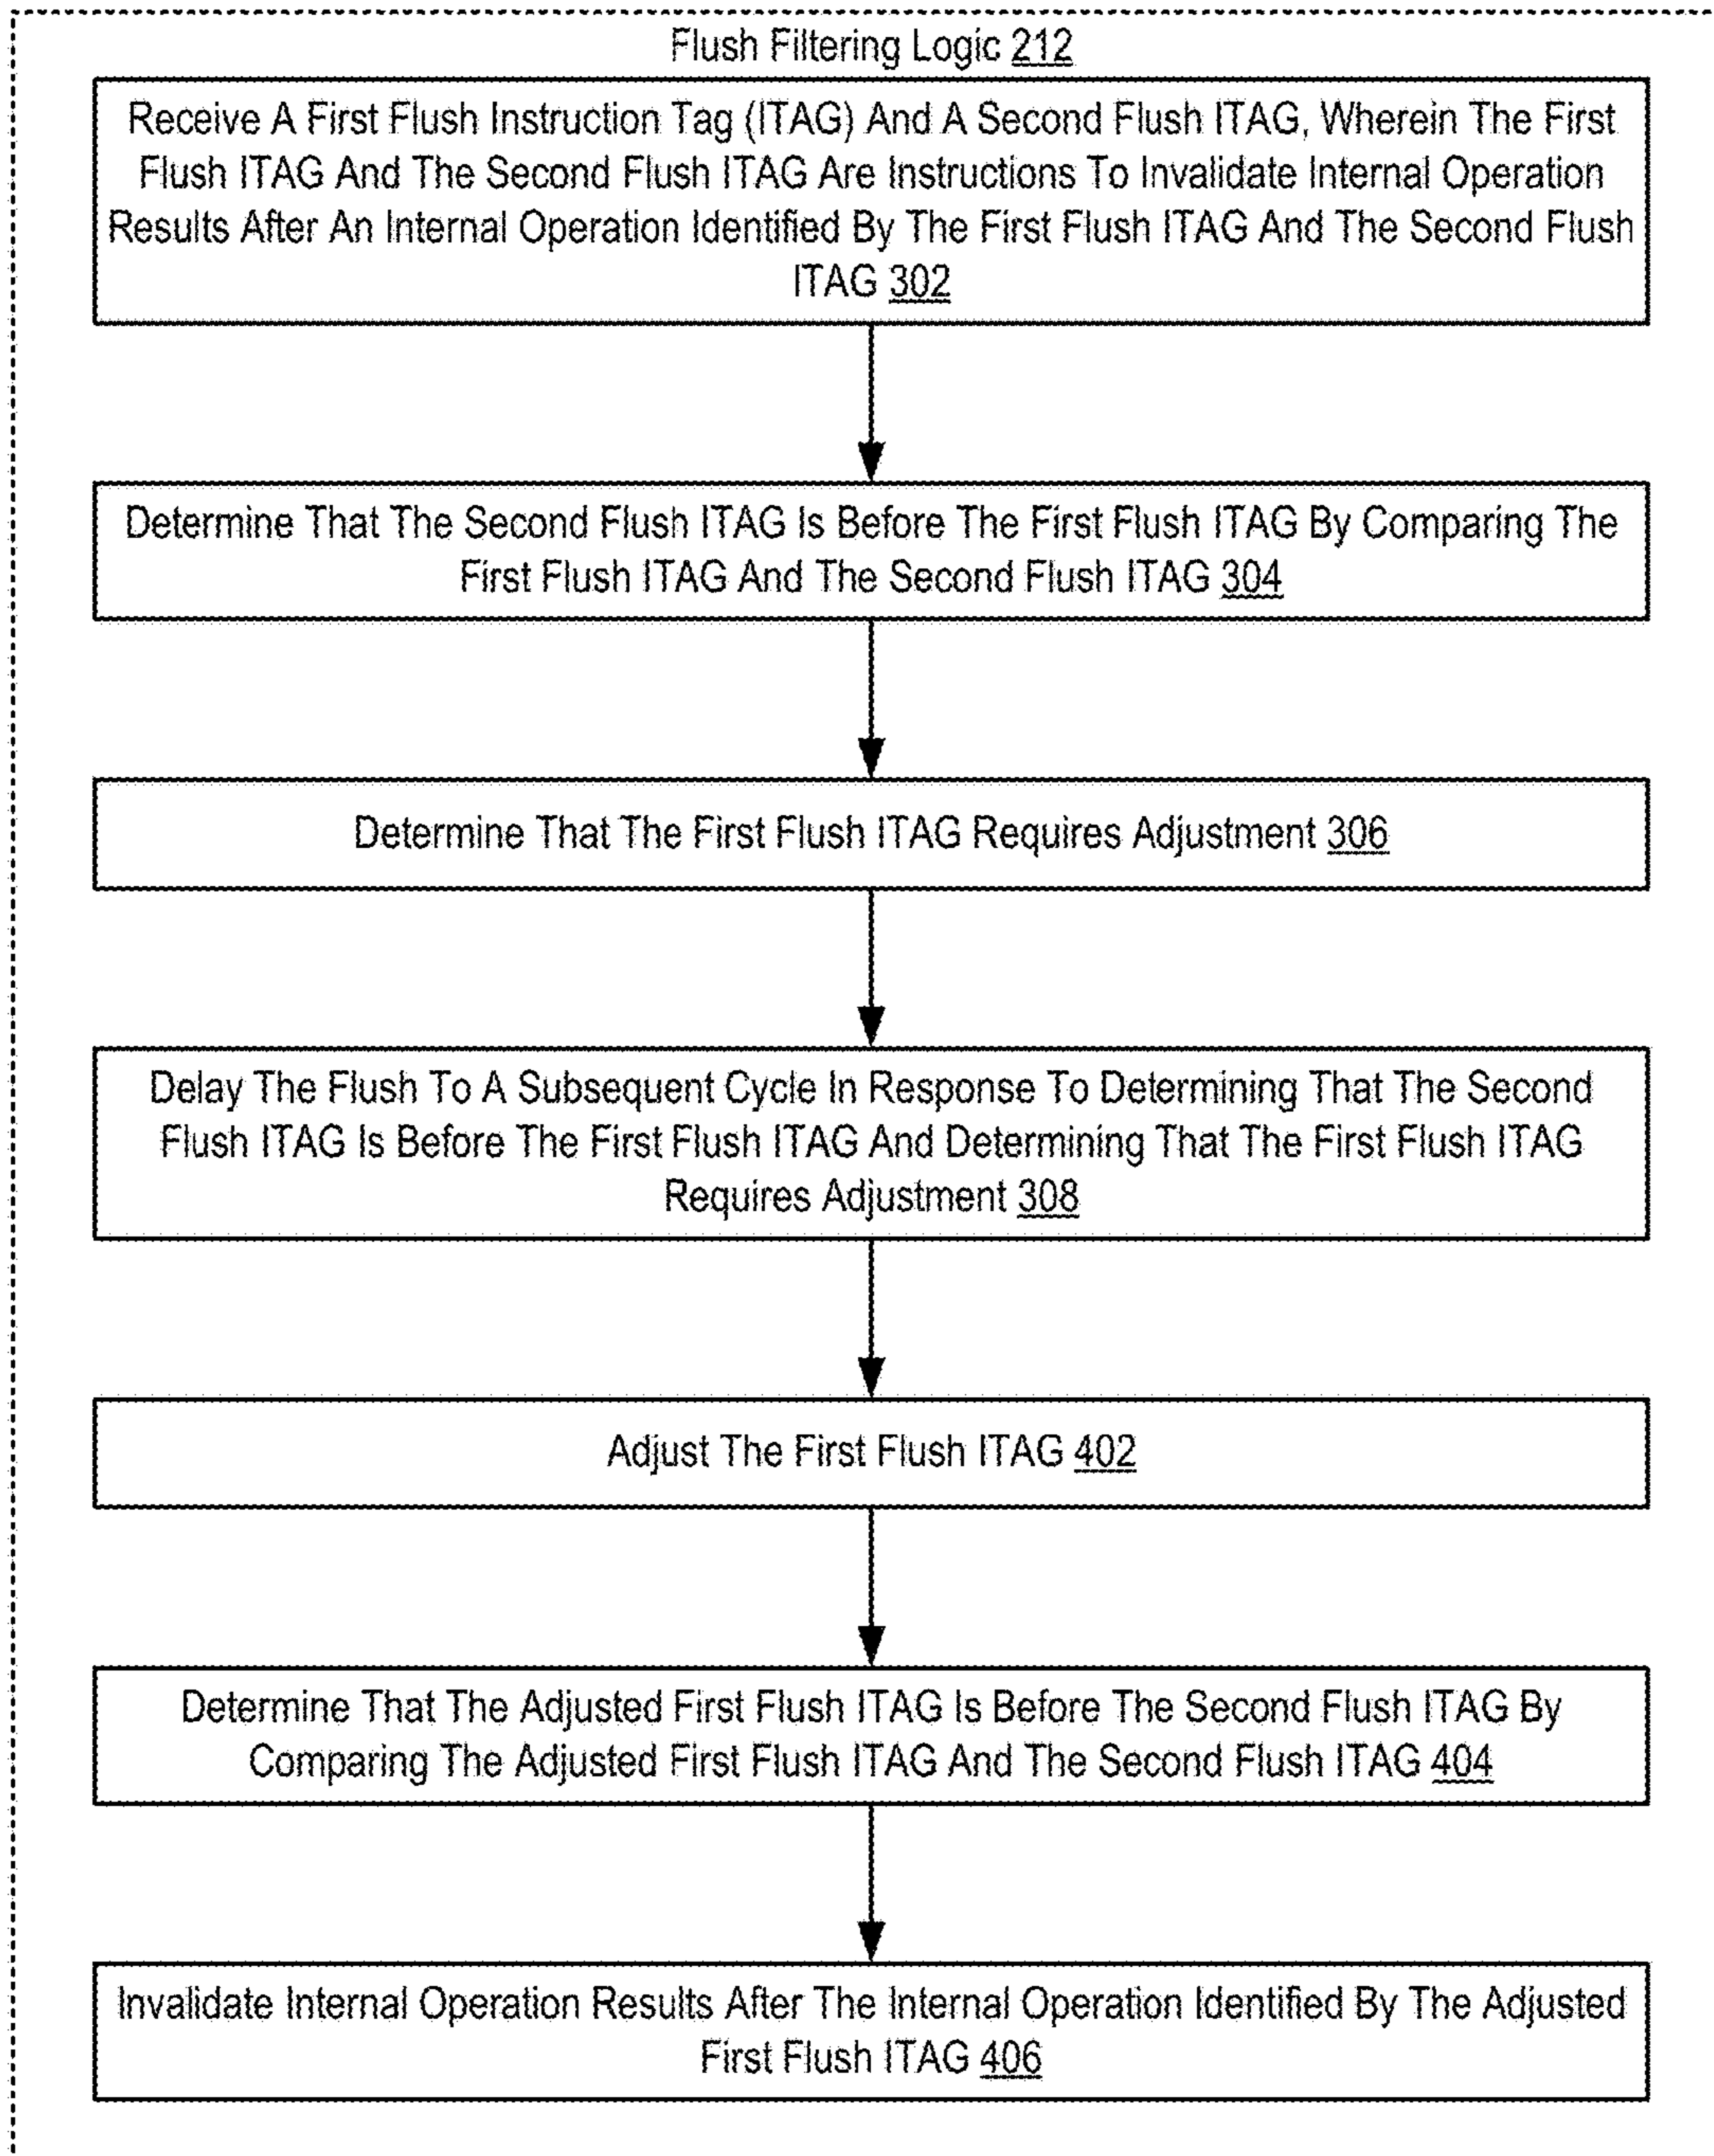 Flush Filtering Logic 212
Receive A First Flush Instruction Tag (ITAG) And A Second Flush ITAG, Wherein The First
Flush ITAG And The Second Flush ITAG Are Instructions To Invalidate Internal Operation
Results After An Internal Operation Identified By The First Flush ITAG And The Second Flush
ITAG 302
Determine That The Second Flush ITAG Is Before The First Flush ITAG By Comparing The
First Flush ITAG And The Second Flush ITAG 304
Determine That The First Flush ITAG Requires Adjustment 306
Delay The Flush To A Subsequent Cycle In Response To Determining That The Second
Flush ITAG Is Before The First Flush ITAG And Determining That The First Flush ITAG
Requires Adjustment 308
Adjust The First Flush ITAG 402
Determine That The Adjusted First Flush ITAG Is Before The Second Flush ITAG By
Comparing The Adjusted First Flush ITAG And The Second Flush ITAG 404
Invalidate Internal Operation Results After The Internal Operation Identified By The Adjusted
First Flush ITAG 406